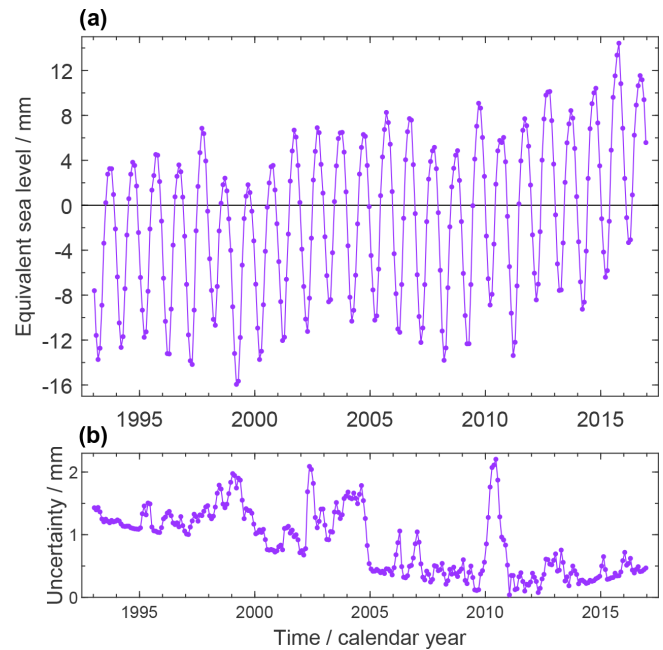 (a)
Equivalent sea level / mm
12
8
4
0
-4
-8
-12
-16
1995 2000 2005 2010 2015
(b)
Uncertainty / mm
2
1
0
1995 2000 2005 2010 2015
Time / calendar year